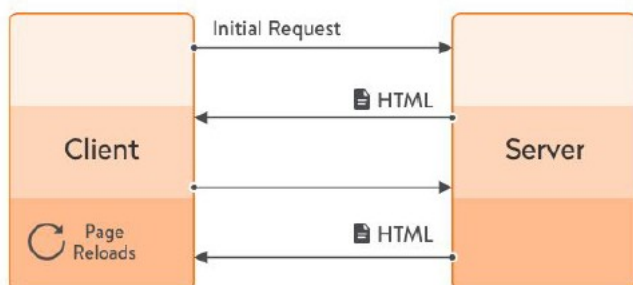 Initial Request
HTML
Client
Server
Page
Reloads
HTML